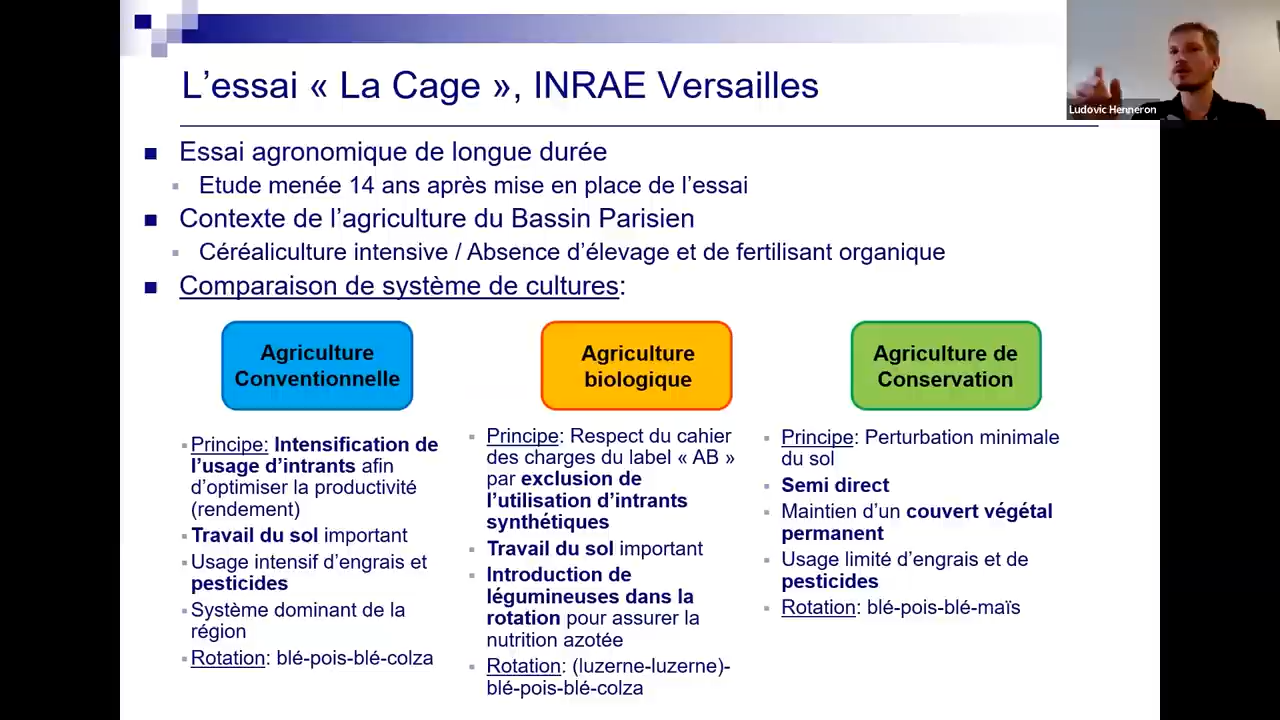 L'essai « La Cage », INRAE Versailles
Ludovic Henneron
Essai agronomique de longue durée
Etude menée 14 ans après mise en place de l'essai
Contexte de l'agriculture du Bassin Parisien
Céréaliculture intensive / Absence d'élevage et de fertilisant organique
Comparaison de système de cultures:
Agriculture
Conventionnelle
Principe: Intensification de
l'usage d'intrants afin
d'optimiser la productivité
(rendement)
Travail du sol important
Usage intensif d'engrais et
pesticides
Système dominant de la
région
Rotation: blé-pois-blé-colza
Agriculture
biologique
Principe: Respect du cahier
des charges du label « AB »
par exclusion de
l'utilisation d'intrants
synthétiques
Travail du sol important
Introduction de
légumineuses dans la
rotation pour assurer la
nutrition azotée
Rotation: (luzerne-luzerne)-
blé-pois-blé-colza
Agriculture de
Conservation
Principe: Perturbation minimale
du sol
Semi direct
Maintien d'un couvert végétal
permanent
Usage limité d'engrais et de
pesticides
Rotation: blé-pois-blé-maïs